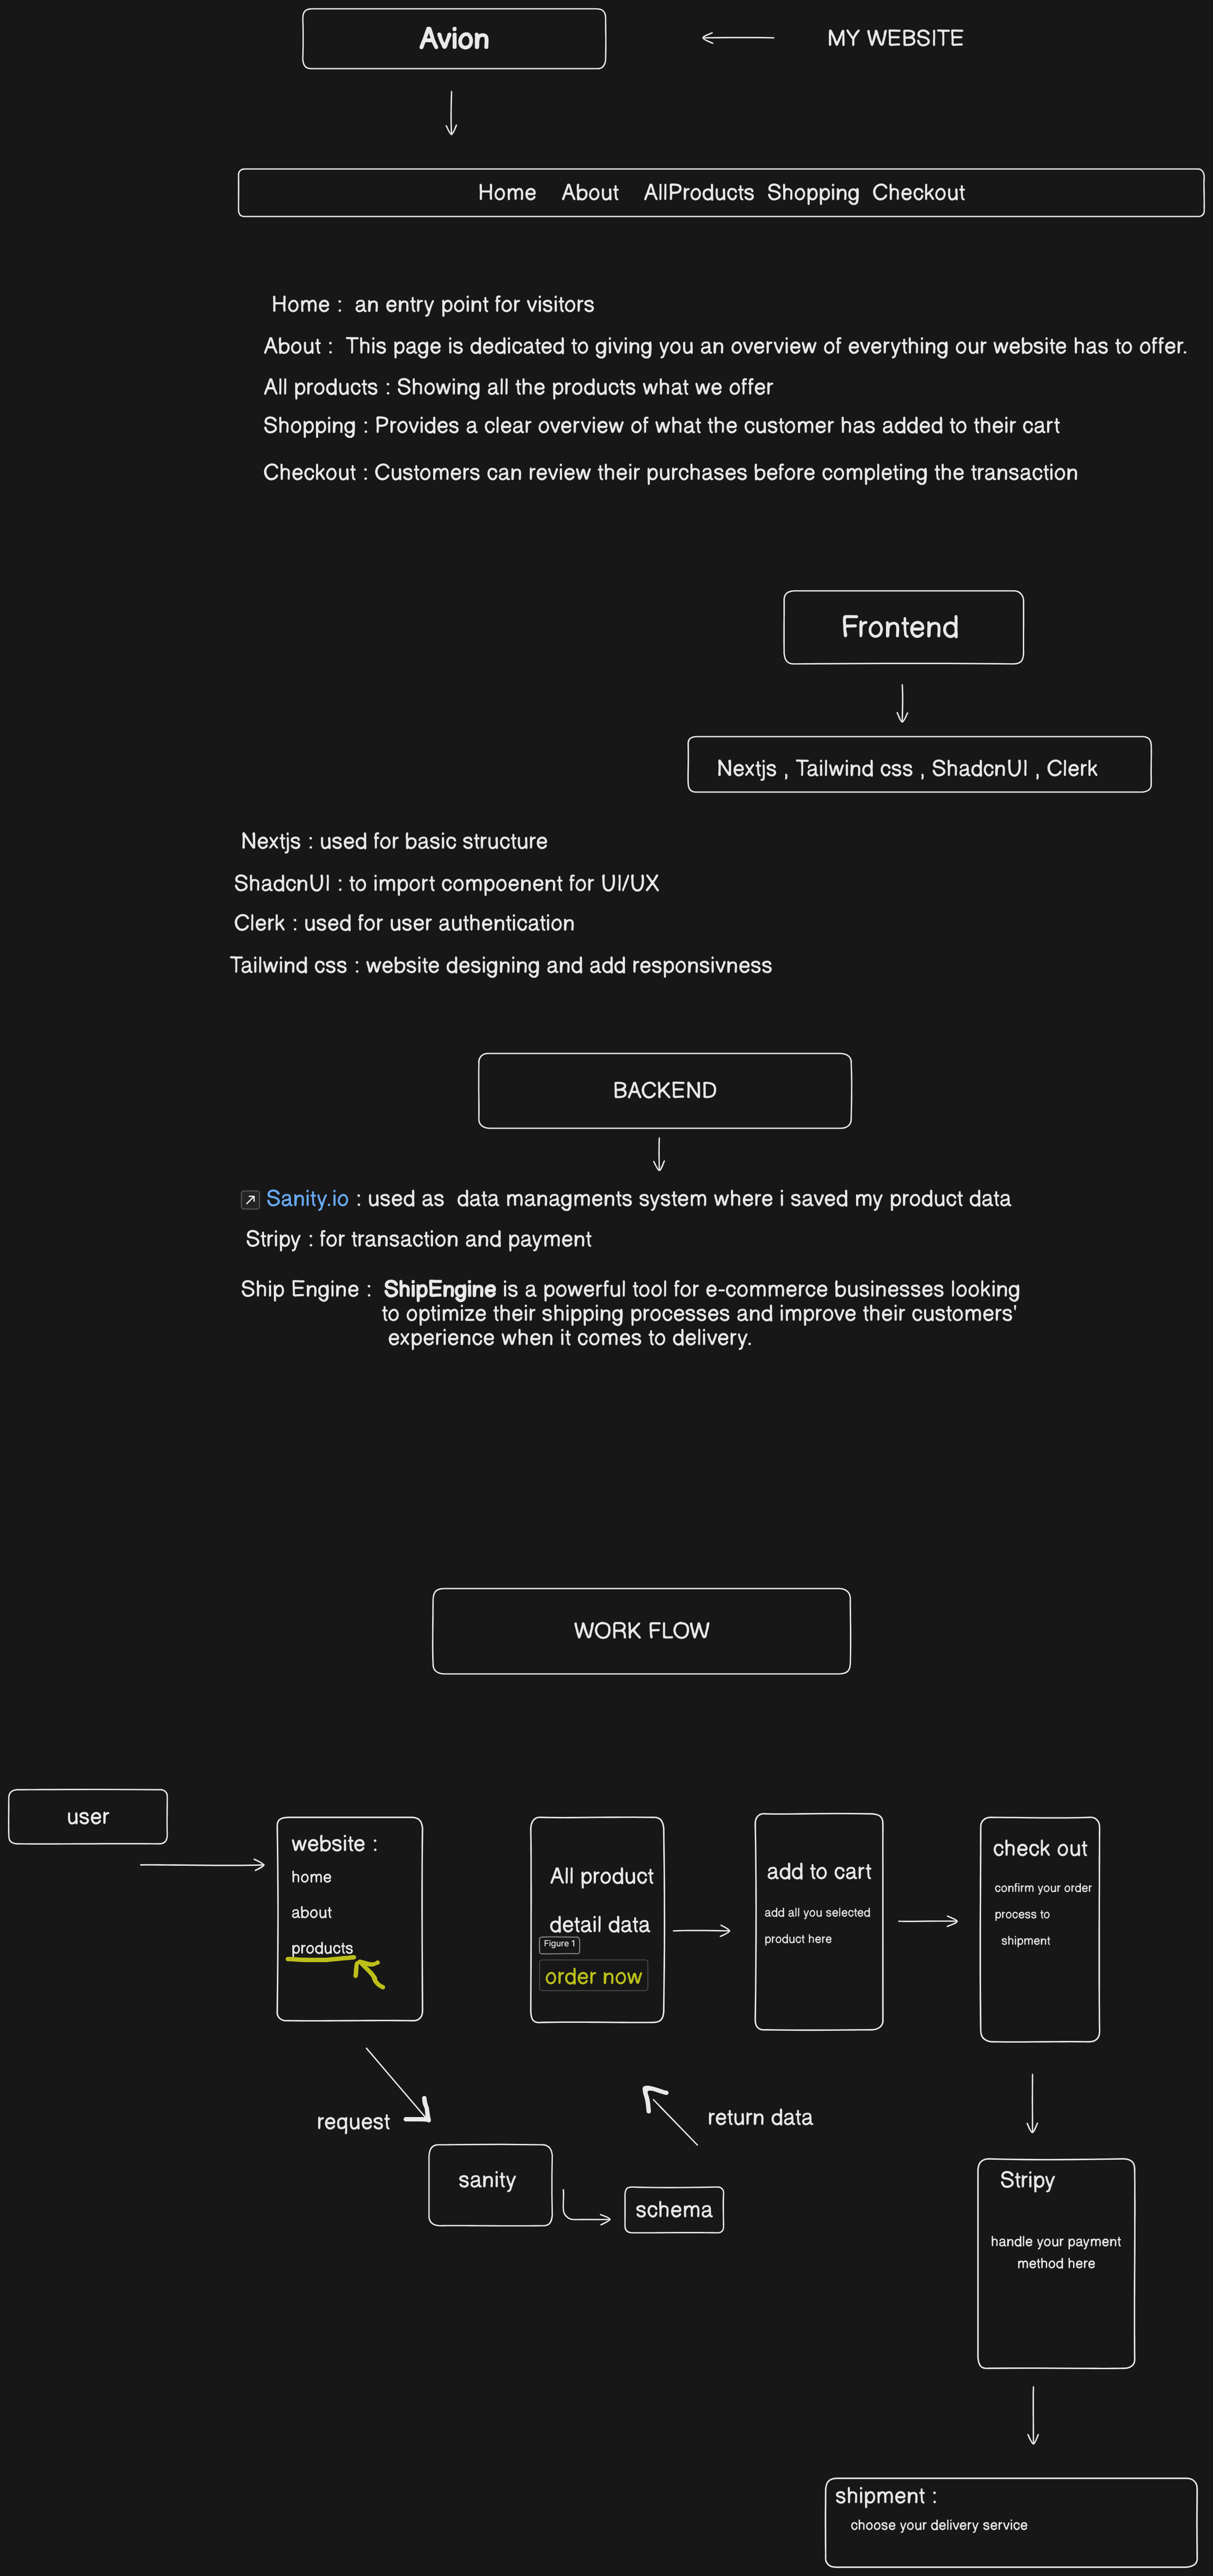 Avion
MY WEBSITE
Home About AllProducts Shopping Checkout
Home : an entry point for visitors
About : This page is dedicated to giving you an overview of everything our website has to offer.
All products : Showing all the products what we offer
Shopping : Provides a clear overview of what the customer has added to their cart
Checkout : Customers can review their purchases before completing the transaction
Frontend
Nextjs , Tailwind css , ShadcnUI , Clerk
Nextjs : used for basic structure
ShadcnUI : to import compoenent for UI/UX
Clerk : used for user authentication
Tailwind css : website designing and add responsivness
BACKEND
Sanity.io : used as data managments system where i saved my product data
Stripy : for transaction and payment
Ship Engine : ShipEngine is a powerful tool for e-commerce businesses looking
to optimize their shipping processes and improve their customers'
experience when it comes to delivery.
WORK FLOW
user
website :
home
about
products
All product
detail data
Figure 1
order now
add to cart
add all you selected
product here
check out
confirm your order
process to
shipment
request
return data
sanity
schema
Stripy
handle your payment
method here
shipment :
choose your delivery service